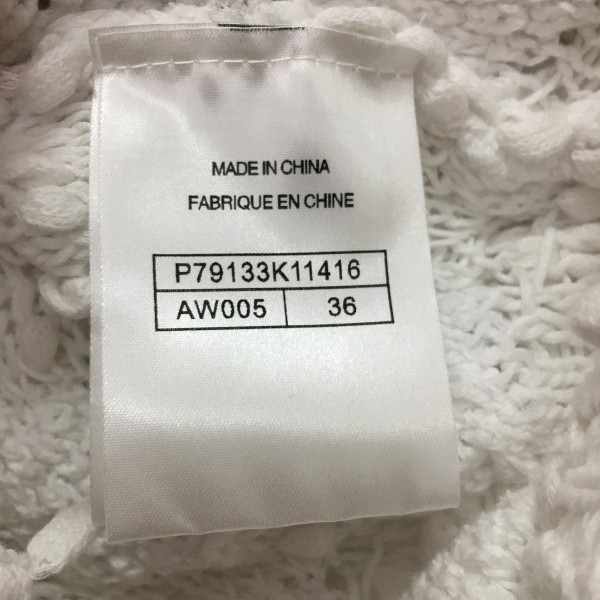 MADE IN CHINA
FABRIQUE EN CHINE
P79133K11416
AW005 36